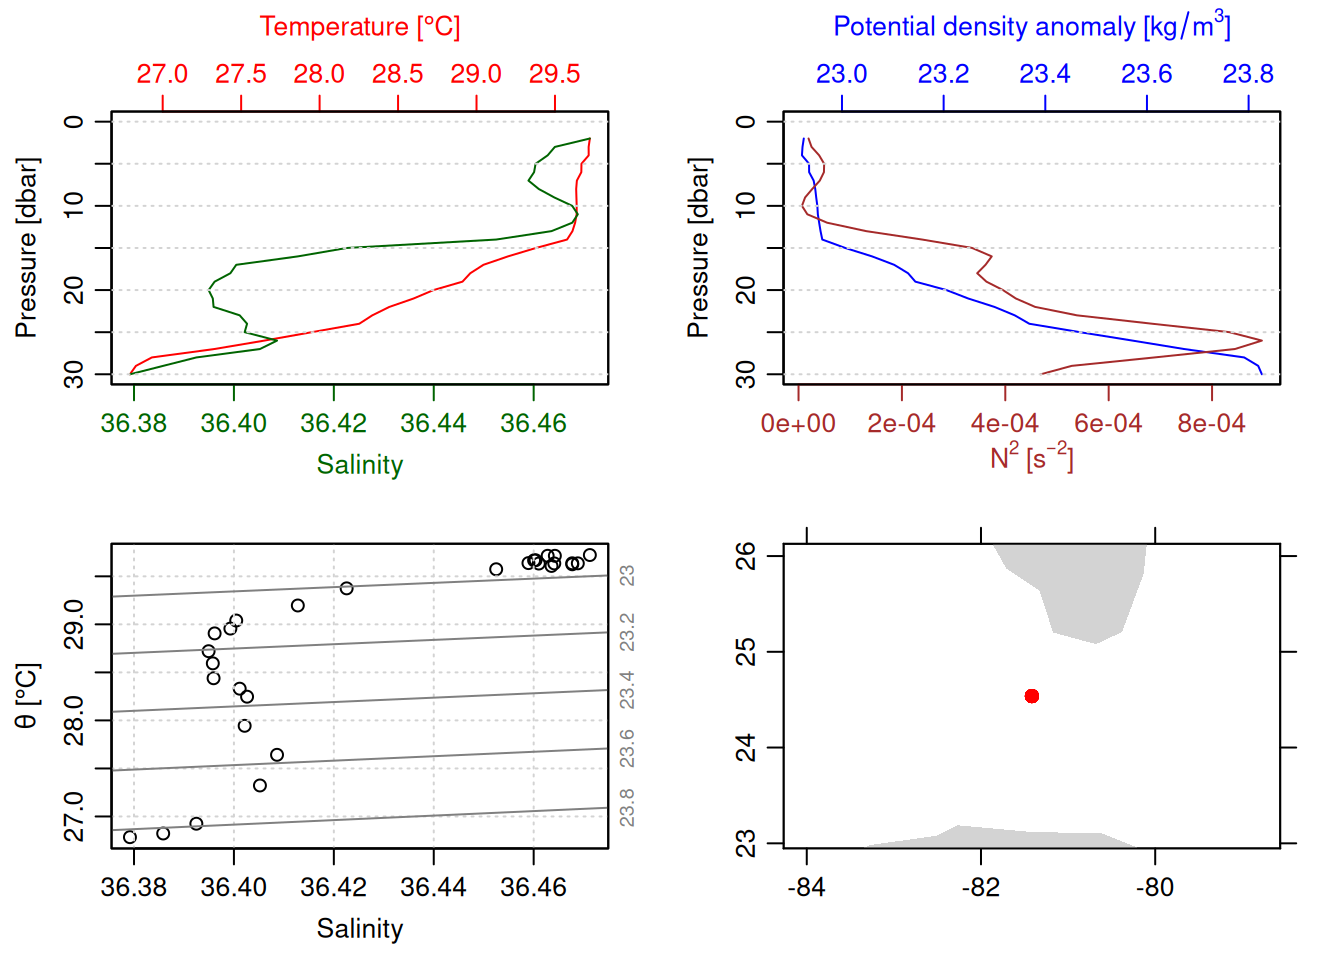 Temperature [°C]
27.0 27.5 28.0 28.5 29.0 29.5
Pressure [dbar]
0
10
20
30
36.38 36.40 36.42 36.44 36.46
Salinity
Potential density anomaly [kg/m³]
23.0 23.2 23.4 23.6 23.8
Pressure [dbar]
0
10
20
30
0e+00 2e-04 4e-04 6e-04 8e-04
N² [s⁻²]
θ [°C]
29.0
28.0
27.0
23
23.2
23.4
23.6
23.8
36.38 36.40 36.42 36.44 36.46
Salinity
26
25
24
23
-84 -82 -80